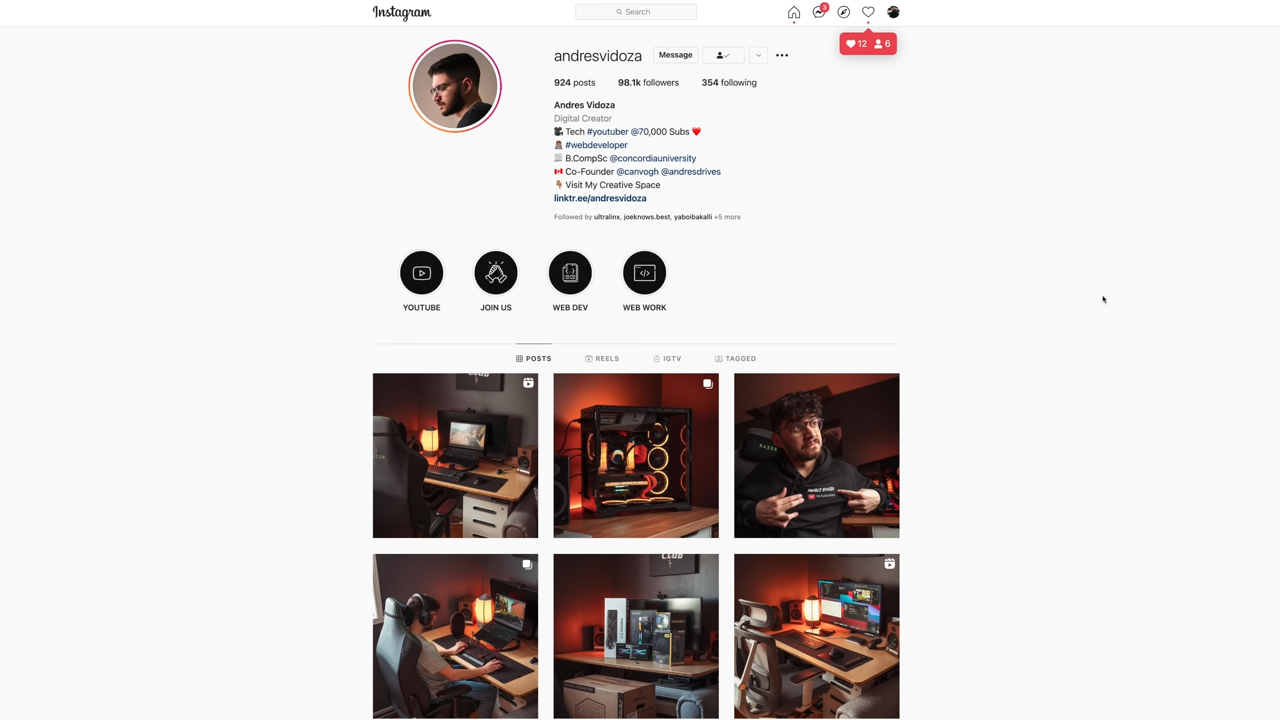 Instagram
Search
3
12 6
andresvidoza Message
924 posts 98.1k followers 354 following
Andres Vidoza
Digital Creator
Tech #youtuber @70,000 Subs
#webdeveloper
B.CompSc @concordiauniversity
Co-Founder @canvogh @andresdrives
Visit My Creative Space
linktr.ee/andresvidoza
Followed by ultralinx, joeknows.best, yaboibakalli +5 more
YOUTUBE JOIN US WEB DEV WEB WORK
POSTS REELS IGTV TAGGED
CLUB